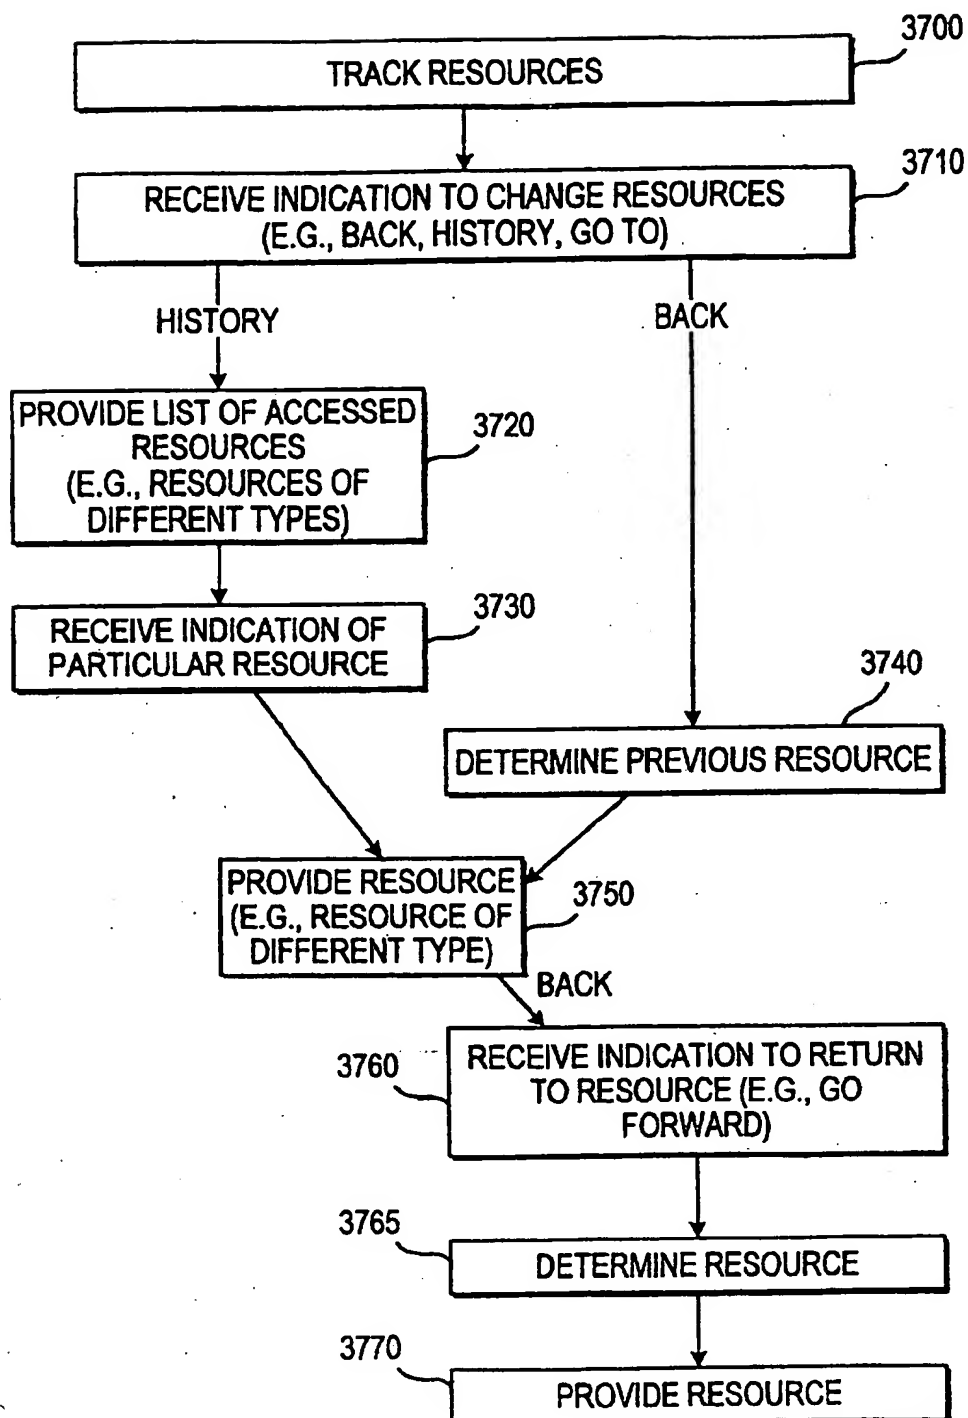 3700
TRACK RESOURCES
3710
RECEIVE INDICATION TO CHANGE RESOURCES
(E.G., BACK, HISTORY, GO TO)
HISTORY
BACK
PROVIDE LIST OF ACCESSED
RESOURCES
(E.G., RESOURCES OF
DIFFERENT TYPES)
3720
3730
RECEIVE INDICATION OF
PARTICULAR RESOURCE
3740
DETERMINE PREVIOUS RESOURCE
PROVIDE RESOURCE
(E.G., RESOURCE OF
DIFFERENT TYPE)
3750
BACK
3760
RECEIVE INDICATION TO RETURN
TO RESOURCE (E.G., GO
FORWARD)
3765
DETERMINE RESOURCE
3770
PROVIDE RESOURCE